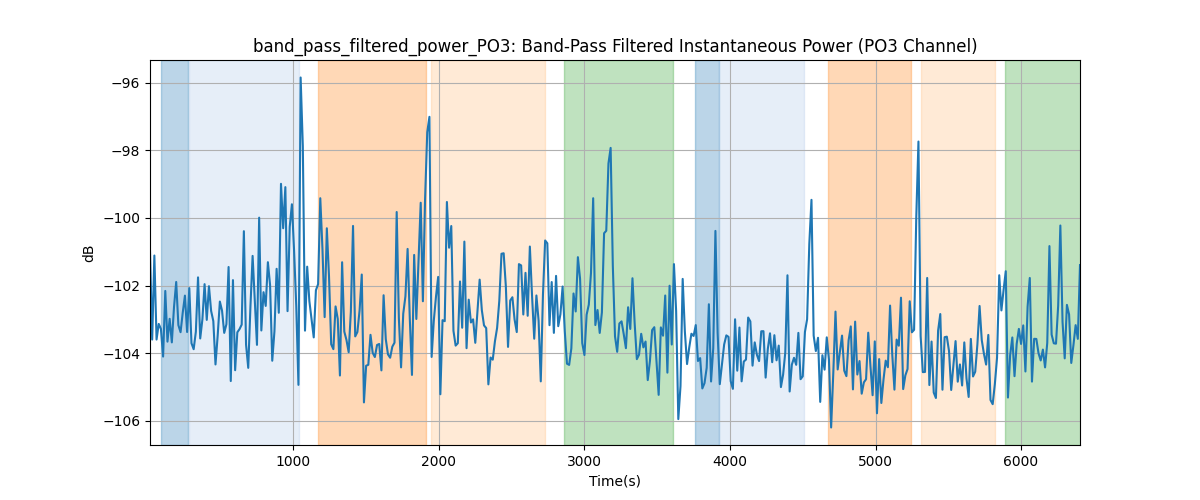 band_pass_filtered_power_PO3: Band-Pass Filtered Instantaneous Power (PO3 Channel)
−96
−98
−100
−102
−104
−106
dB
1000 2000 3000 4000 5000 6000
Time(s)